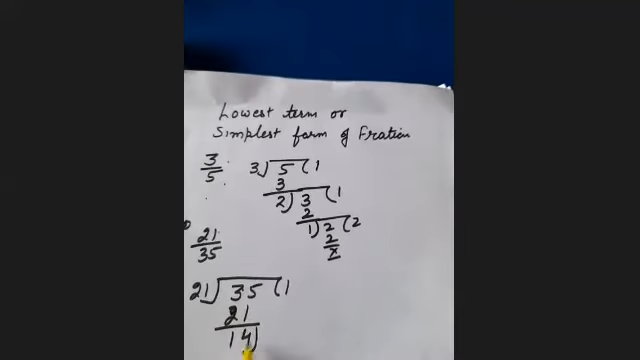 Lowest term or
Simplest form of Fration
3/5 3) 5 (1
3
2) 3 (1
2
1) 2 (2
2
x
21/35
21) 35 (1
21
14)